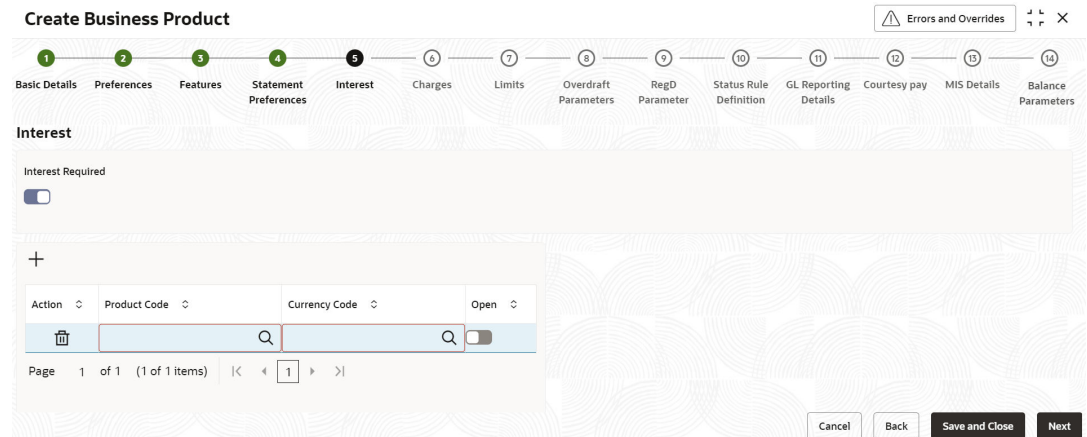 Create Business Product
Errors and Overrides
1 2 3 4 5 6 7 8 9 10 11 12 13 14
Basic Details Preferences Features Statement Interest Charges Limits Overdraft RegD Status Rule GL Reporting Courtesy pay MIS Details Balance
Preferences Parameters Parameter Definition Details Parameters
Interest
Interest Required
Action Product Code Currency Code Open
Page 1 of 1 (1 of 1 items) 1
Cancel Back Save and Close Next